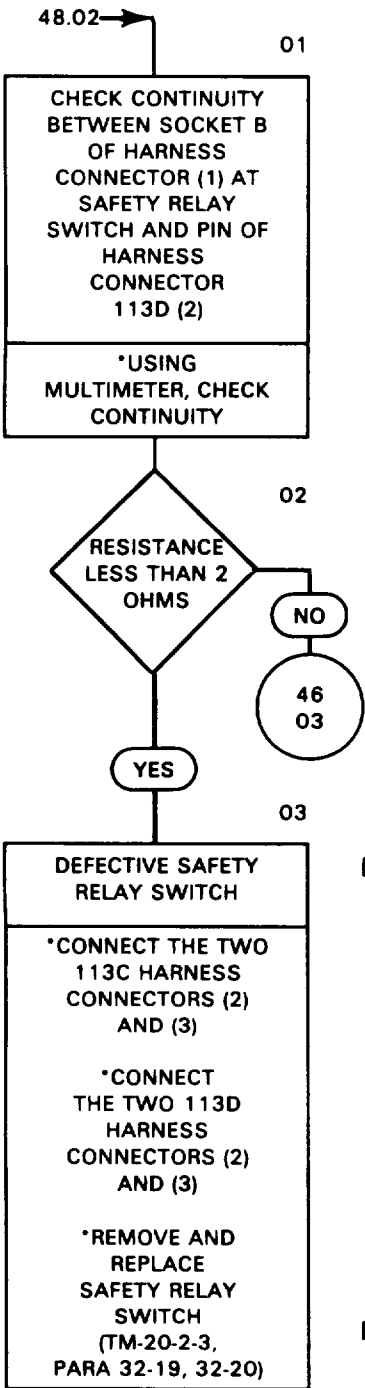 48.02
01
CHECK CONTINUITY
BETWEEN SOCKET B
OF HARNESS
CONNECTOR (1) AT
SAFETY RELAY
SWITCH AND PIN OF
HARNESS
CONNECTOR
113D (2)
*USING
MULTIMETER, CHECK
CONTINUITY
02
RESISTANCE
LESS THAN 2
OHMS
NO
46
03
YES
03
DEFECTIVE SAFETY
RELAY SWITCH
*CONNECT THE TWO
113C HARNESS
CONNECTORS (2)
AND (3)
*CONNECT
THE TWO 113D
HARNESS
CONNECTORS (2)
AND (3)
*REMOVE AND
REPLACE
SAFETY RELAY
SWITCH
(TM-20-2-3,
PARA 32-19, 32-20)